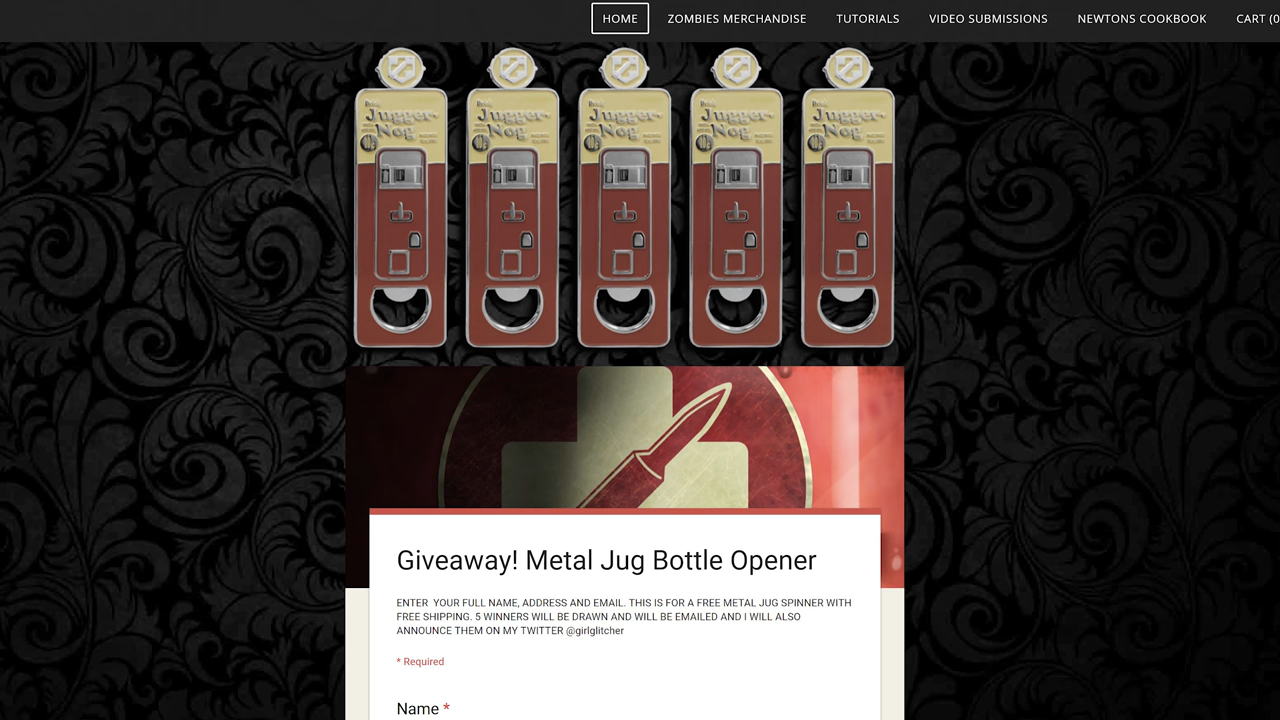 HOME ZOMBIES MERCHANDISE TUTORIALS VIDEO SUBMISSIONS NEWTONS COOKBOOK CART (0
Jugger- Jugger- Jugger- Jugger- Jugger-
Nog Nog Nog Nog Nog
Giveaway! Metal Jug Bottle Opener
ENTER YOUR FULL NAME, ADDRESS AND EMAIL. THIS IS FOR A FREE METAL JUG SPINNER WITH
FREE SHIPPING. 5 WINNERS WILL BE DRAWN AND WILL BE EMAILED AND I WILL ALSO
ANNOUNCE THEM ON MY TWITTER @girlglitcher
* Required
Name *